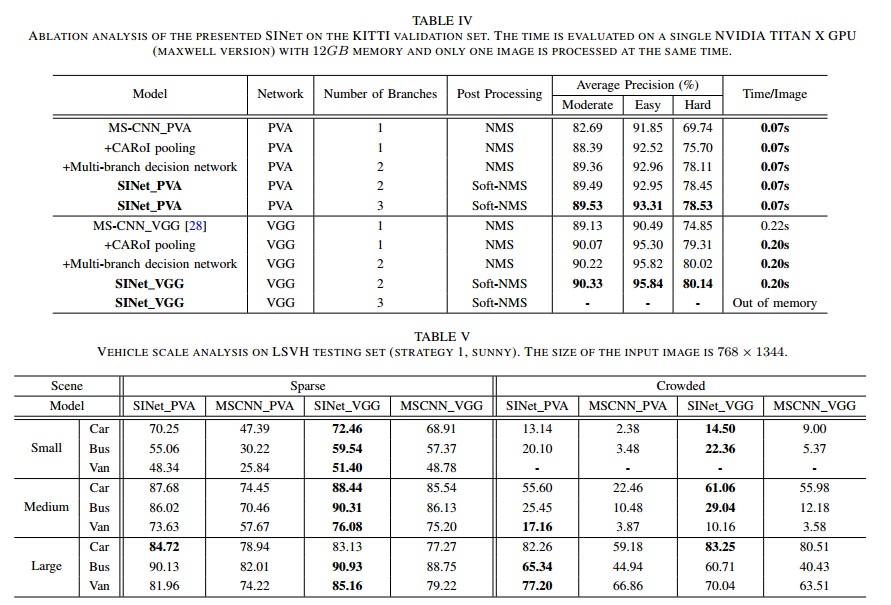 TABLE IV
ABLATION ANALYSIS OF THE PRESENTED SINET ON THE KITTI VALIDATION SET. THE TIME IS EVALUATED ON A SINGLE NVIDIA TITAN X GPU
(MAXWELL VERSION) WITH 12GB MEMORY AND ONLY ONE IMAGE IS PROCESSED AT THE SAME TIME.
Model Network Number of Branches Post Processing Average Precision (%) Time/Image
Moderate Easy Hard
MS-CNN_PVA PVA 1 NMS 82.69 91.85 69.74 0.07s
+CARoI pooling PVA 1 NMS 88.39 92.52 75.70 0.07s
+Multi-branch decision network PVA 2 NMS 89.36 92.96 78.11 0.07s
SINet_PVA PVA 2 Soft-NMS 89.49 92.95 78.45 0.07s
SINet_PVA PVA 3 Soft-NMS 89.53 93.31 78.53 0.07s
MS-CNN_VGG [28] VGG 1 NMS 89.13 90.49 74.85 0.22s
+CARoI pooling VGG 1 NMS 90.07 95.30 79.31 0.20s
+Multi-branch decision network VGG 2 NMS 90.22 95.82 80.02 0.20s
SINet_VGG VGG 2 Soft-NMS 90.33 95.84 80.14 0.20s
SINet_VGG VGG 3 Soft-NMS - - - Out of memory
TABLE V
VEHICLE SCALE ANALYSIS ON LSVH TESTING SET (STRATEGY 1, SUNNY). THE SIZE OF THE INPUT IMAGE IS 768 × 1344.
Scene Sparse Crowded
Model SINet_PVA MSCNN_PVA SINet_VGG MSCNN_VGG SINet_PVA MSCNN_PVA SINet_VGG MSCNN_VGG
Car 70.25 47.39 72.46 68.91 13.14 2.38 14.50 9.00
Small Bus 55.06 30.22 59.54 57.37 20.10 3.48 22.36 5.37
Van 48.34 25.84 51.40 48.78 - - - -
Car 87.68 74.45 88.44 85.54 55.60 22.46 61.06 55.98
Medium Bus 86.02 70.46 90.31 86.13 25.45 10.48 29.04 12.18
Van 73.63 57.67 76.08 75.20 17.16 3.87 10.16 3.58
Car 84.72 78.94 83.13 77.27 82.26 59.18 83.25 80.51
Large Bus 90.13 82.01 90.93 88.75 65.34 44.94 60.71 40.43
Van 81.96 74.22 85.16 79.22 77.20 66.86 70.04 63.51